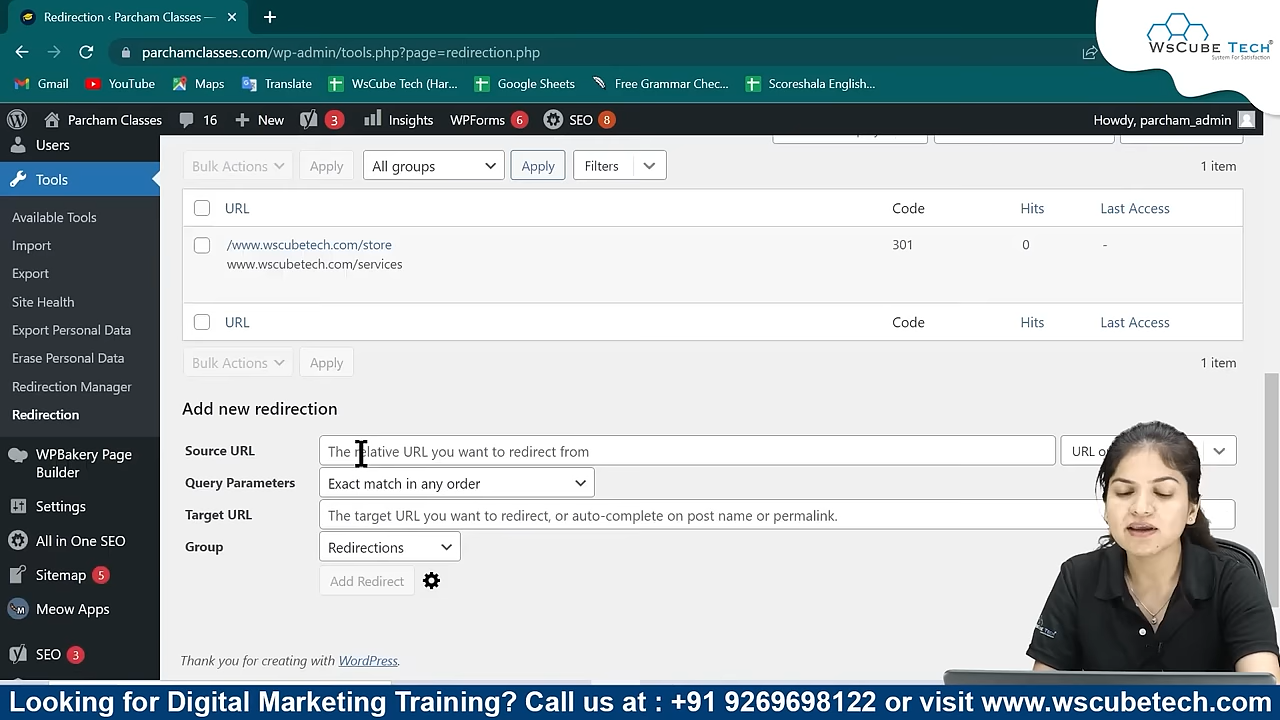 Redirection ‹ Parcham Classes —
WsCube Tech®
System For Satisfaction
parchamclasses.com/wp-admin/tools.php?page=redirection.php
Gmail YouTube Maps Translate WsCube Tech (Har... Google Sheets Free Grammar Chec... Scoreshala English...
Parcham Classes 16 New 3 Insights WPForms 6 SEO 8 Howdy, parcham_admin
Users
Tools
Available Tools
Import
Export
Site Health
Export Personal Data
Erase Personal Data
Redirection Manager
Redirection
WPBakery Page
Builder
Settings
All in One SEO
Sitemap 5
Meow Apps
SEO 3
Bulk Actions Apply All groups Apply Filters 1 item
URL Code Hits Last Access
/www.wscubetech.com/store 301 0 -
www.wscubetech.com/services
URL Code Hits Last Access
Bulk Actions Apply 1 item
Add new redirection
Source URL The relative URL you want to redirect from URL
Query Parameters Exact match in any order
Target URL The target URL you want to redirect, or auto-complete on post name or permalink.
Group Redirections
Add Redirect
Thank you for creating with WordPress.
Looking for Digital Marketing Training? Call us at : +91 9269698122 or visit www.wscubetech.com